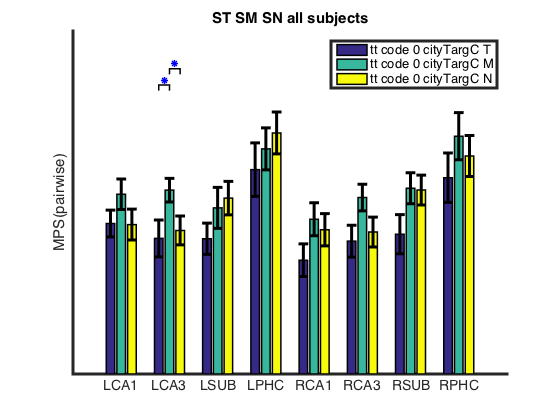 ST SM SN all subjects
tt code 0 cityTargC T
tt code 0 cityTargC M
tt code 0 cityTargC N
MPS(pairwise)
LCA1 LCA3 LSUB LPHC RCA1 RCA3 RSUB RPHC